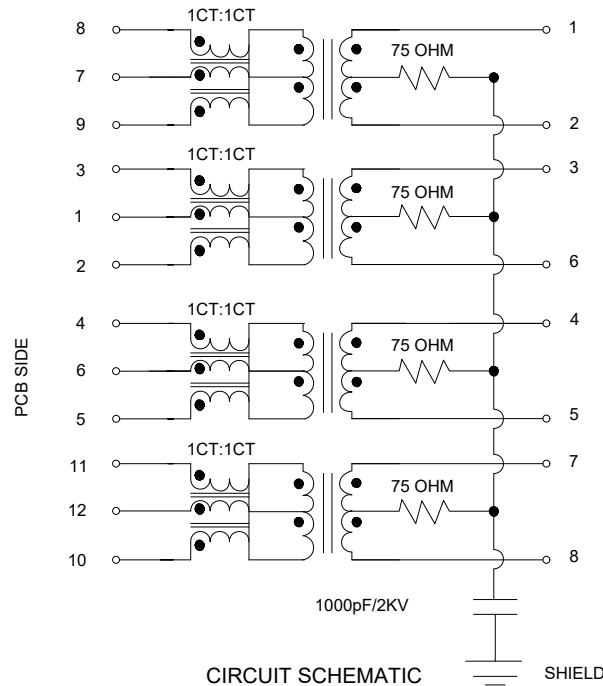 1CT:1CT
8 1
75 OHM
7
9 2
1CT:1CT
3 3
75 OHM
1
2 6
1CT:1CT
4 4
75 OHM
6
5 5
1CT:1CT
11 7
75 OHM
12
10 8
PCB SIDE
1000pF/2KV
CIRCUIT SCHEMATIC
SHIELD